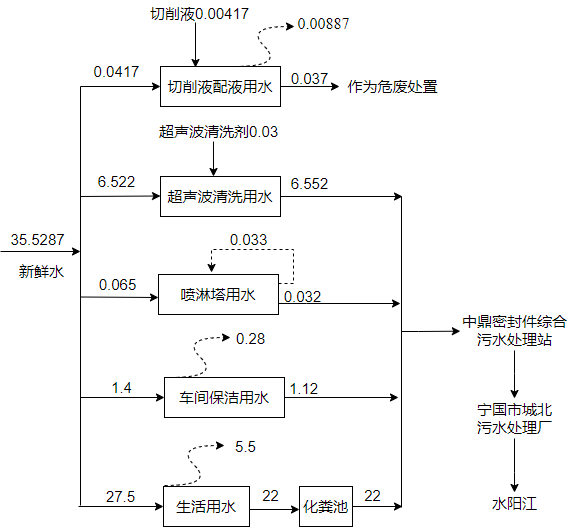 切削液0.00417
0.00887
0.0417
切削液配液用水
0.037
作为危废处置
超声波清洗剂0.03
6.522
超声波清洗用水
6.552
35.5287
新鲜水
0.033
0.065
喷淋塔用水
0.032
中鼎密封件综合
污水处理站
0.28
1.4
车间保洁用水
1.12
宁国市城北
污水处理厂
5.5
27.5
生活用水
22
化粪池
22
水阳江